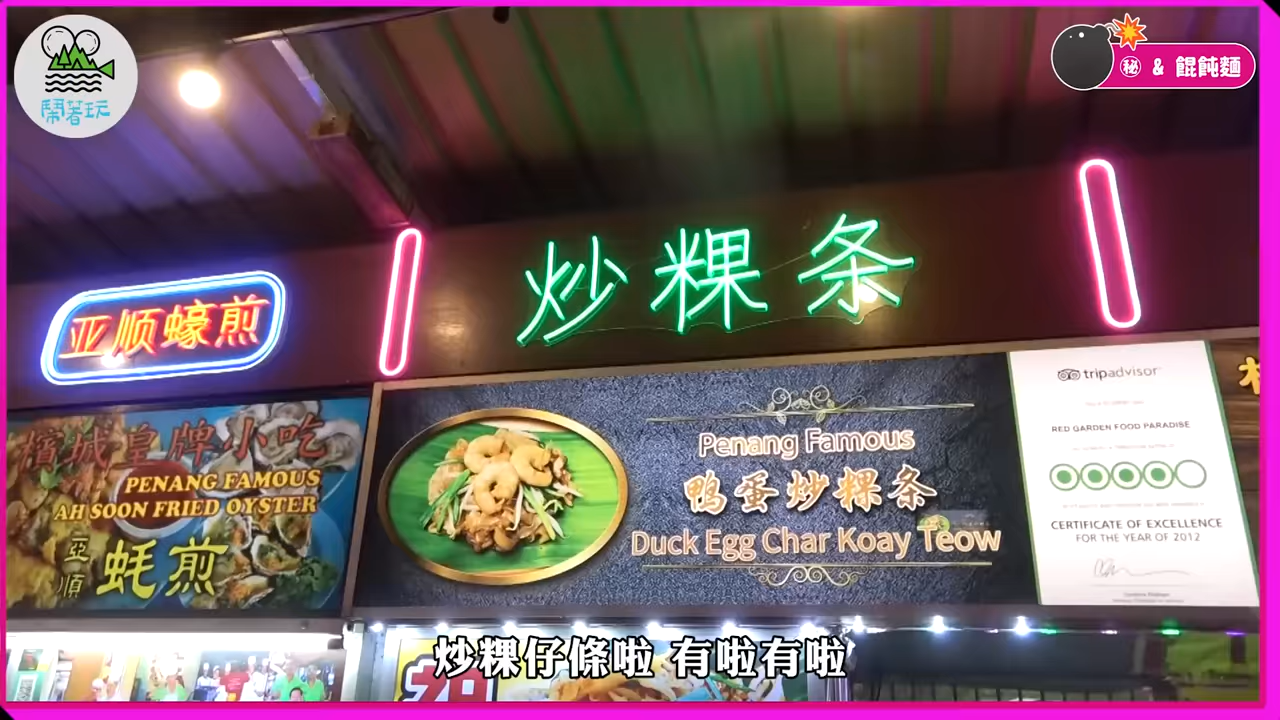 鬧著玩
㊙ & 餛飩麵
炒粿条
亚顺蠔煎
檳城皇牌小吃
PENANG FAMOUS
AH SOON FRIED OYSTER
亞順
蚝煎
Penang Famous
鴨蛋炒粿条
Duck Egg Char Koay Teow
tripadvisor
RED GARDEN FOOD PARADISE
CERTIFICATE OF EXCELLENCE
FOR THE YEAR OF 2012
炒粿仔條啦 有啦有啦